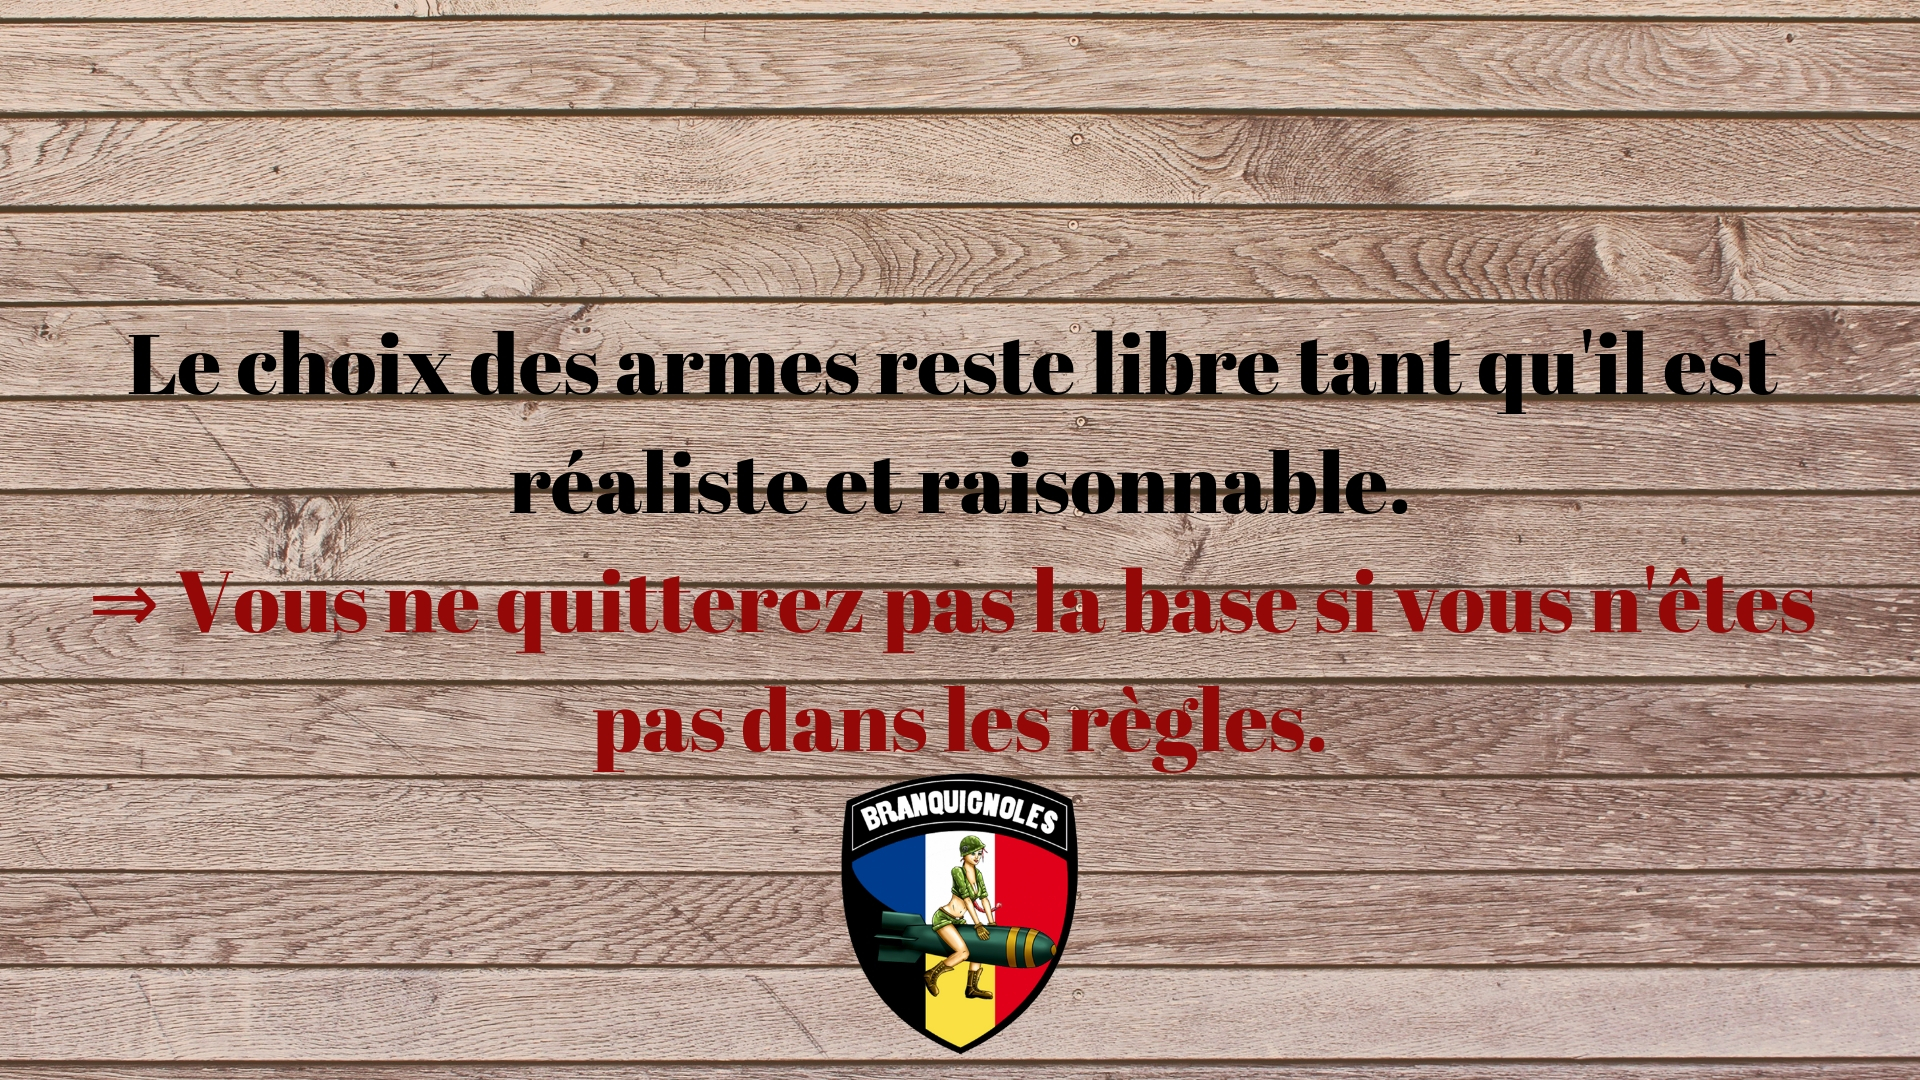 Le choix des armes reste libre tant qu'il est
réaliste et raisonnable.
⇒ Vous ne quitterez pas la base si vous n'êtes
pas dans les règles.
BRANQUIGNOLES